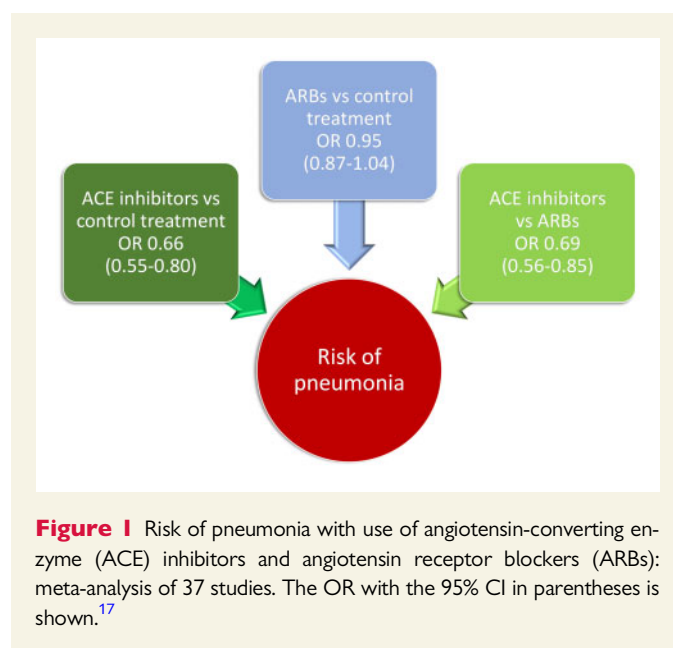 ARBs vs control
treatment
OR 0.95
(0.87-1.04)
ACE inhibitors vs
control treatment
OR 0.66
(0.55-0.80)
ACE inhibitors
vs ARBs
OR 0.69
(0.56-0.85)
Risk of
pneumonia
Figure 1 Risk of pneumonia with use of angiotensin-converting en-
zyme (ACE) inhibitors and angiotensin receptor blockers (ARBs):
meta-analysis of 37 studies. The OR with the 95% CI in parentheses is
shown.17